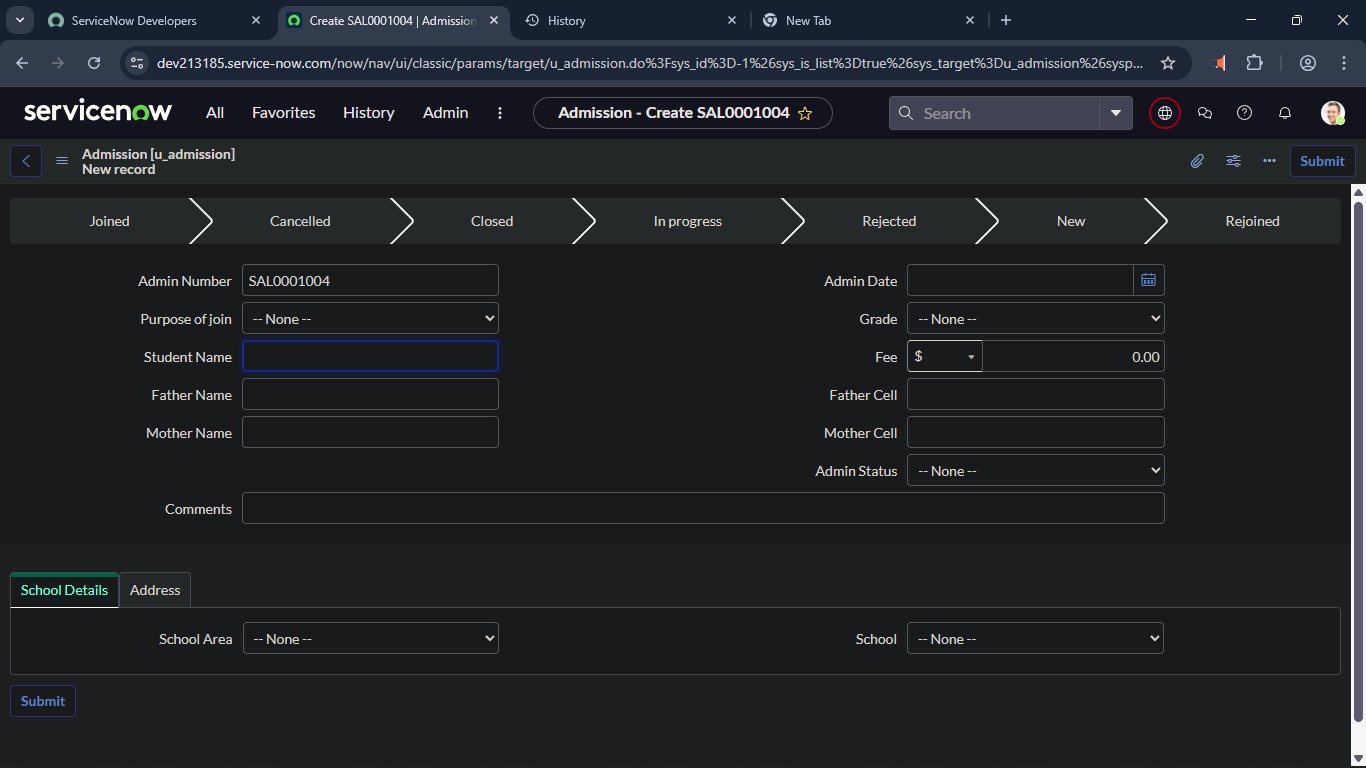 ServiceNow Developers
Create SAL0001004 | Admission
History
New Tab
dev213185.service-now.com/now/nav/ui/classic/params/target/u_admission.do%3Fsys_id%3D-1%26sys_is_list%3Dtrue%26sys_target%3Du_admission%26sysp...
servicenow
All
Favorites
History
Admin
Admission - Create SAL0001004
Search
Admission [u_admission]
New record
Submit
Joined
Cancelled
Closed
In progress
Rejected
New
Rejoined
Admin Number
SAL0001004
Admin Date
Purpose of join
-- None --
Grade
-- None --
Student Name
Fee
$
0.00
Father Name
Father Cell
Mother Name
Mother Cell
Admin Status
-- None --
Comments
School Details
Address
School Area
-- None --
School
-- None --
Submit